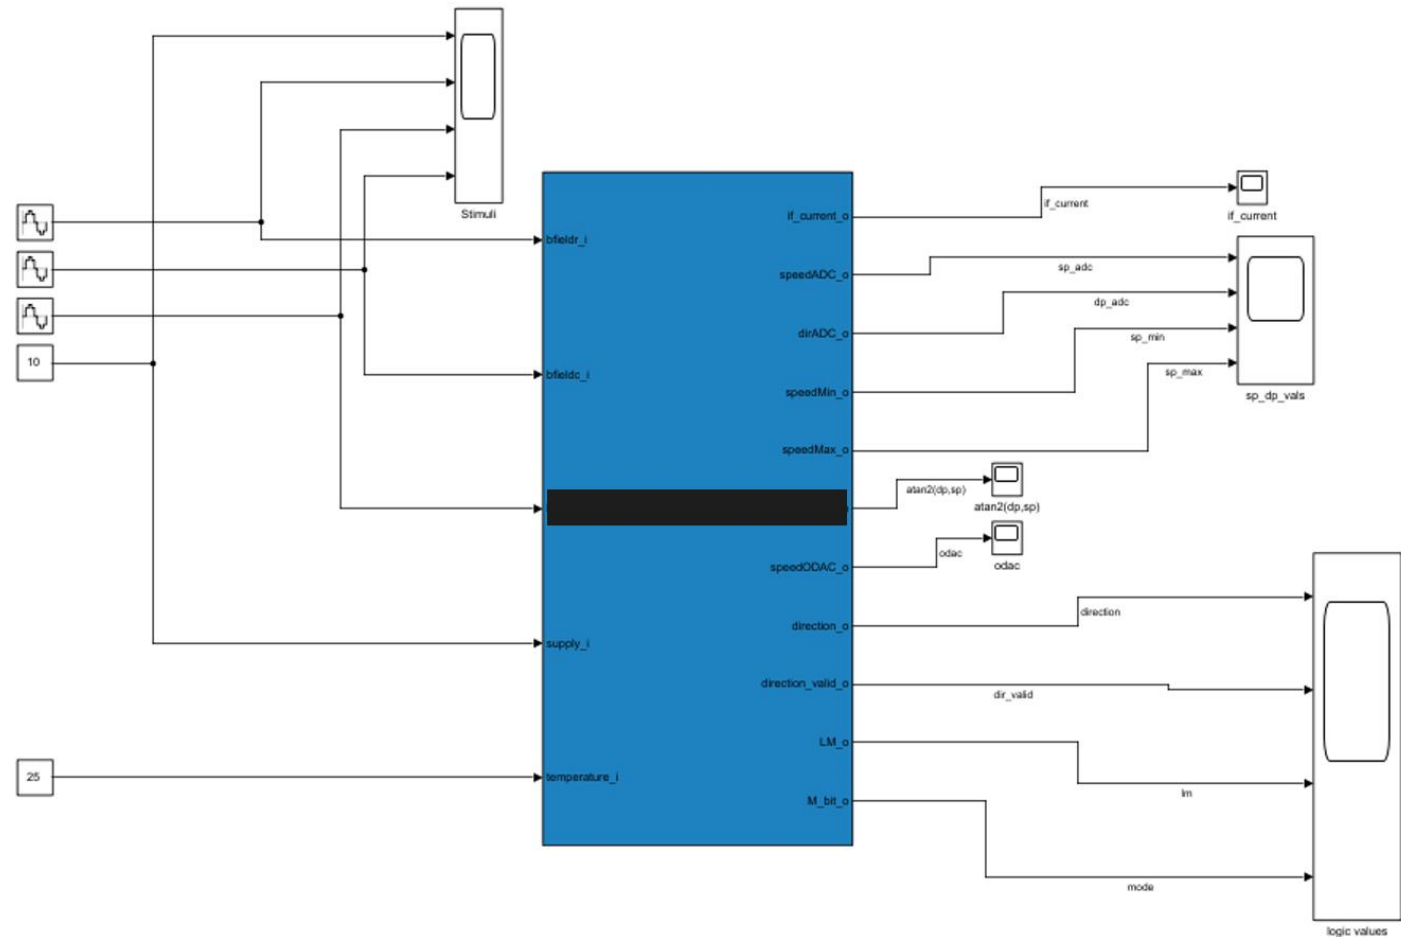 Stimuli
10
25
bfieldr_i
bfieldc_i
supply_i
temperature_i
if_current_o
speedADC_o
dirADC_o
speedMin_o
speedMax_o
speedODAC_o
direction_o
direction_valid_o
LM_o
M_bit_o
if_current
if_current
sp_adc
dp_adc
sp_min
sp_max
sp_dp_vals
atan2(dp,sp)
atan2(dp,sp)
odac
odac
direction
dir_valid
lm
mode
logic values